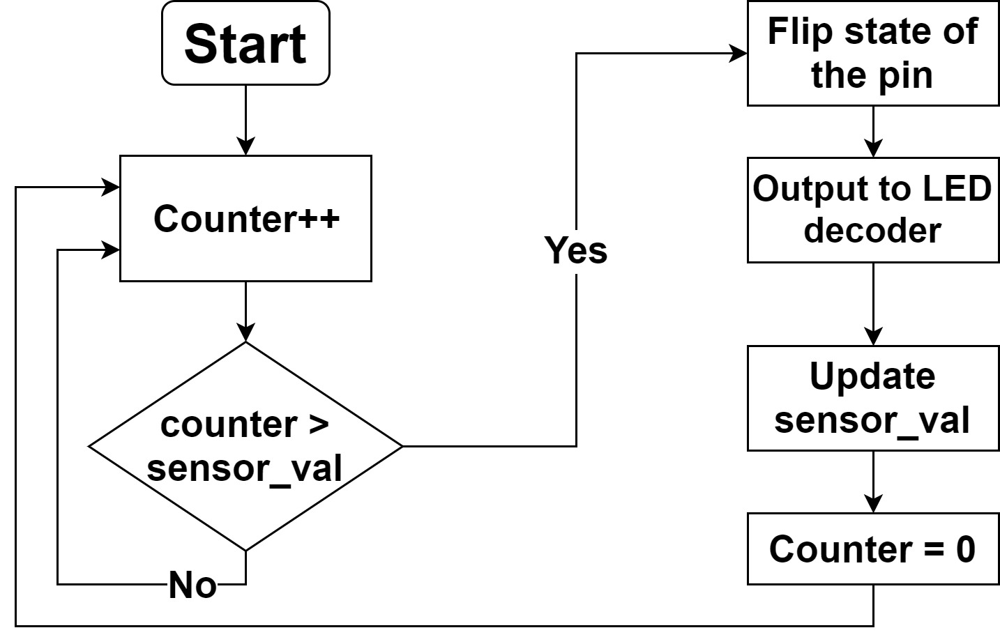 Start
Counter++
counter >
sensor_val
No
Yes
Flip state of
the pin
Output to LED
decoder
Update
sensor_val
Counter = 0